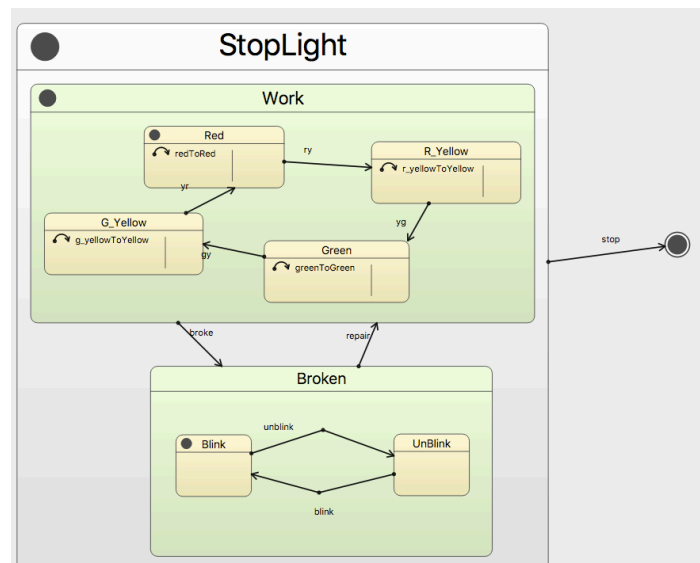 StopLight
Work
Red
redToRed
ry
R_Yellow
r_yellowToYellow
yr
G_Yellow
g_yellowToYellow
yg
gy
Green
greenToGreen
stop
broke
repair
Broken
unblink
Blink
UnBlink
blink